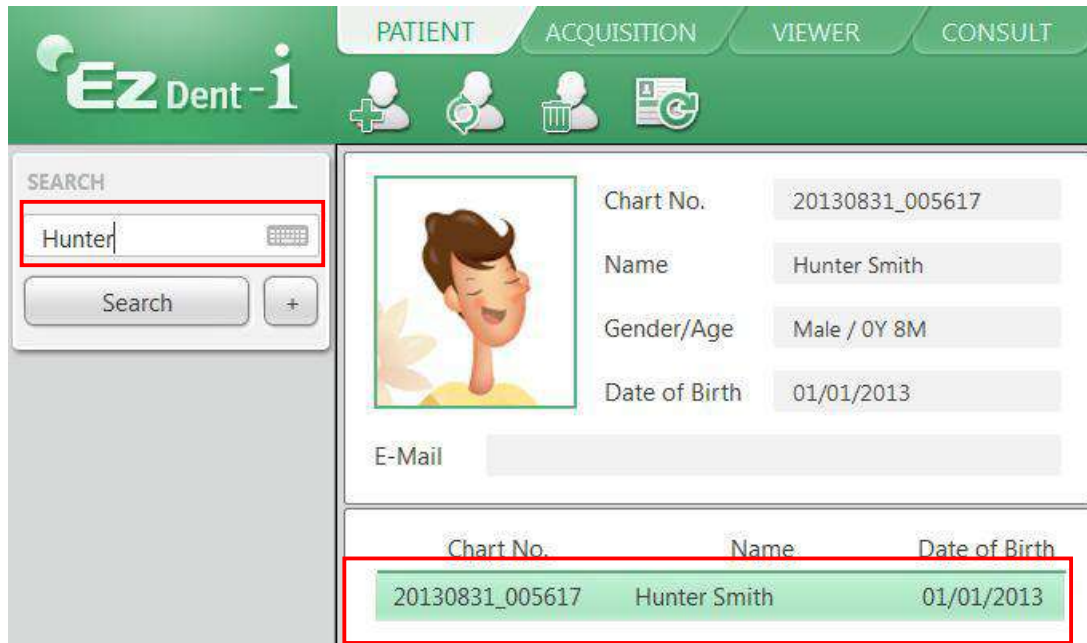 PATIENT ACQUISITION VIEWER CONSULT
Ez Dent-i
SEARCH
Hunter
Search +
Chart No. 20130831_005617
Name Hunter Smith
Gender/Age Male / 0Y 8M
Date of Birth 01/01/2013
E-Mail
Chart No. Name Date of Birth
20130831_005617 Hunter Smith 01/01/2013